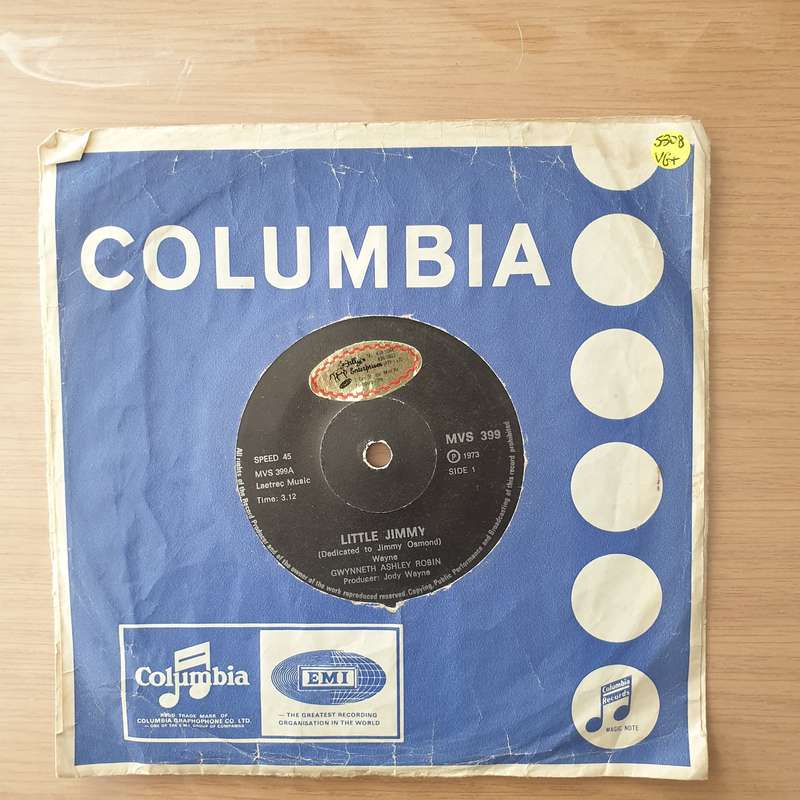 5308
VG+
COLUMBIA
Enterprises
SPEED 45
MVS 399A
Laetrec Music
Time: 3.12
MVS 399
Ⓟ 1973
SIDE 1
LITTLE JIMMY
(Dedicated to Jimmy Osmond)
Wayne
GWYNNETH ASHLEY ROBIN
Producer: Jody Wayne
All rights of the Record Producer and of the owner of the work reproduced reserved Copying, Public Performance and Broadcasting of this record prohibited
Columbia
REGD TRADE MARK OF
COLUMBIA GRAPHOPHONE CO. LTD.
— ONE OF THE E.M.I. GROUP OF COMPANIES
EMI
— THE GREATEST RECORDING
ORGANISATION IN THE WORLD
Columbia
Records
MAGIC NOTE